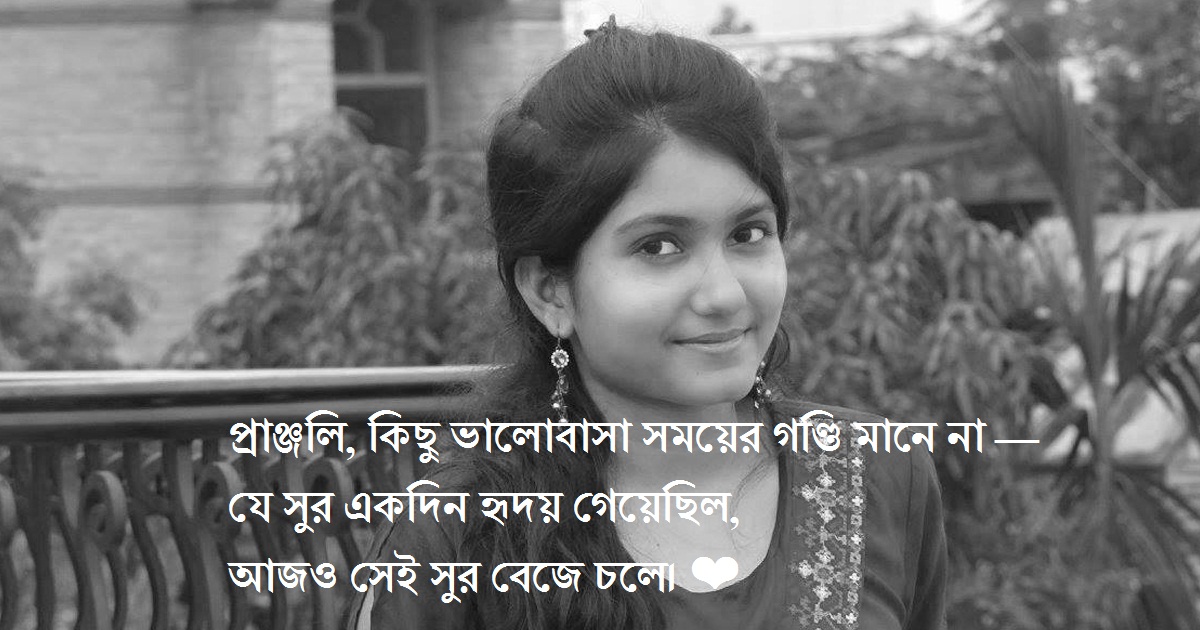 প্রাঞ্জলি, কিছু ভালোবাসা সময়ের গণ্ডি মানে না —
যে সুর একদিন হৃদয় গেয়েছিল,
আজও সেই সুর বেজে চলে। ❤